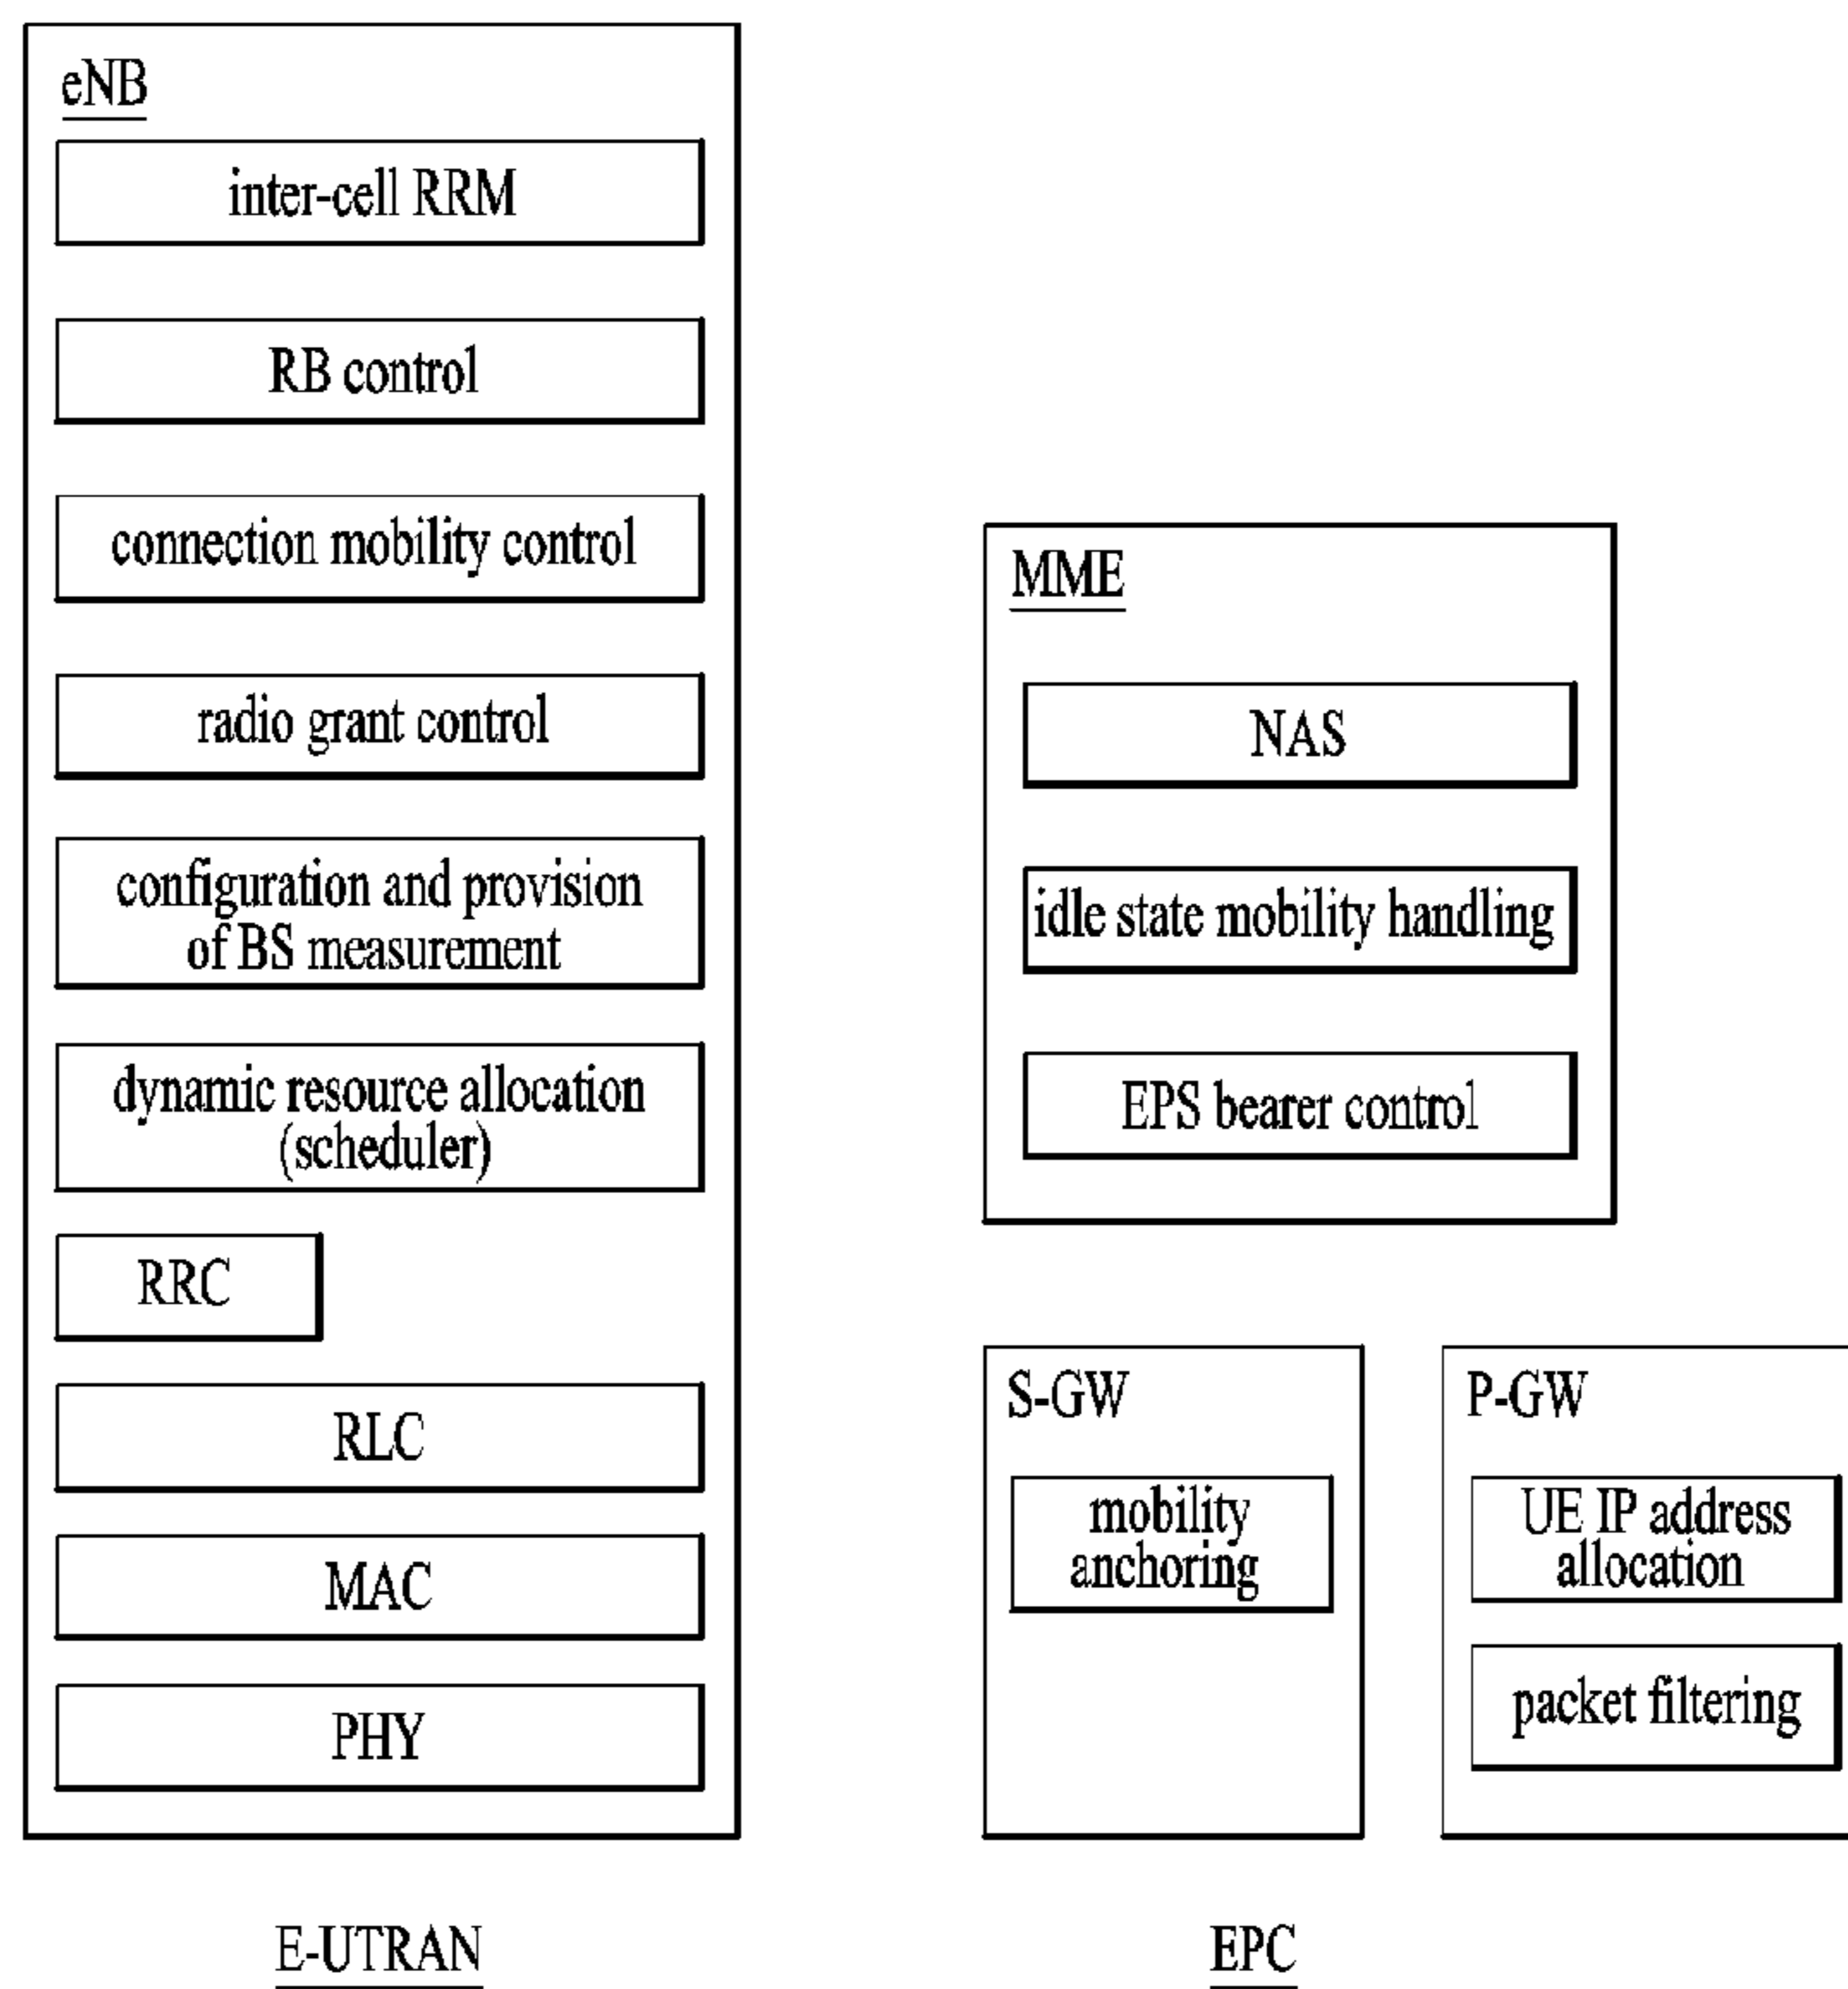 eNB
inter-cell RRM
RB control
connection mobility control
radio grant control
configuration and provision
of BS measurement
dynamic resource allocation
(scheduler)
RRC
RLC
MAC
PHY
E-UTRAN
MME
NAS
idle state mobility handling
EPS bearer control
S-GW
mobility
anchoring
P-GW
UE IP address
allocation
packet filtering
EPC